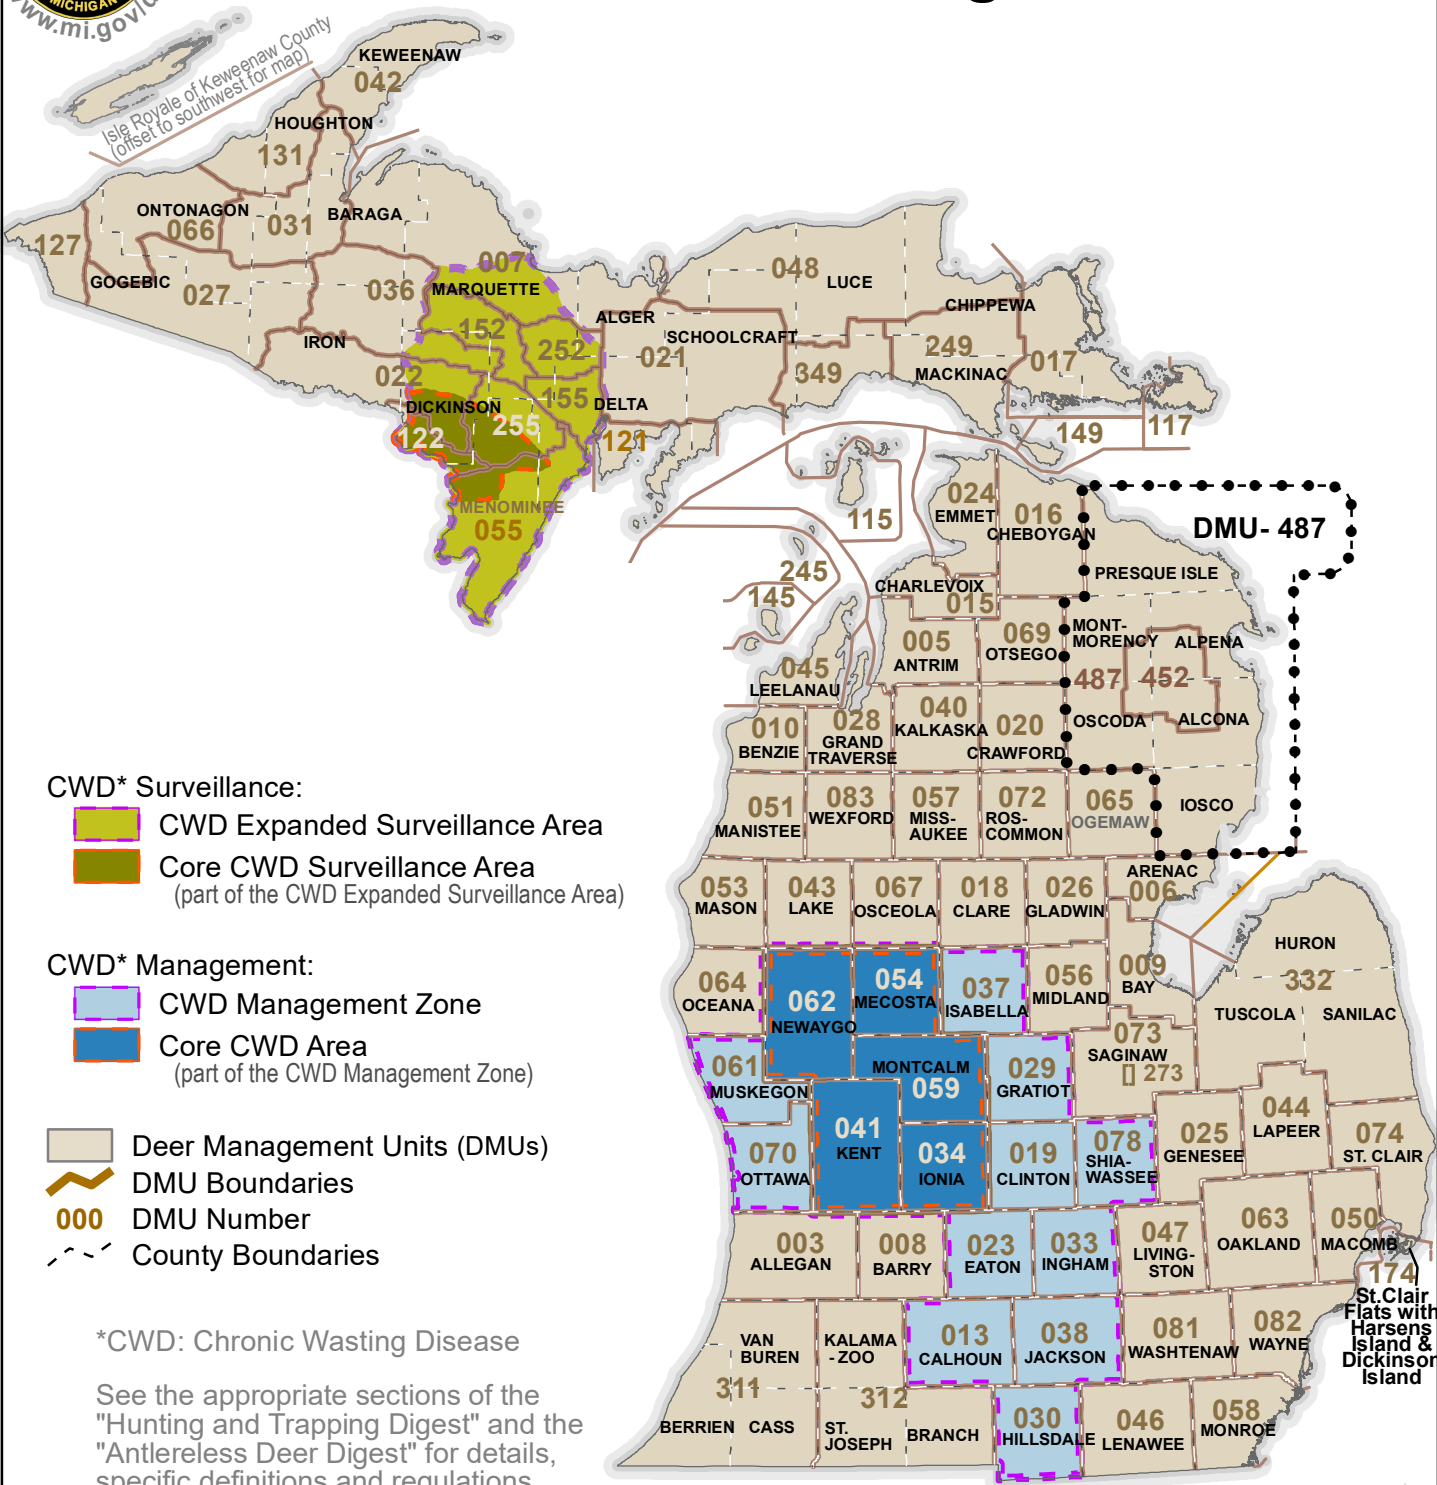 MICHIGAN
www.mi.gov/d
Isle Royale of Keweenaw County
(offset to southwest for map)
KEWEENAW
042
HOUGHTON
131
ONTONAGON
066
031
BARAGA
127
GOGEBIC
027
036
007
MARQUETTE
048
LUCE
CHIPPEWA
IRON
152
252
ALGER
SCHOOLCRAFT
021
349
249
MACKINAC
017
022
DICKINSON
155
DELTA
122
255
121
149
117
MENOMINEE
055
115
245
145
024
EMMET
016
CHEBOYGAN
DMU- 487
PRESQUE ISLE
CHARLEVOIX
015
005
ANTRIM
069
OTSEGO
MONT-
MORENCY
ALPENA
487
452
045
LEELANAU
OSCODA
ALCONA
010
BENZIE
028
GRAND
TRAVERSE
040
KALKASKA
020
CRAWFORD
051
MANISTEE
083
WEXFORD
057
MISS-
AUKEE
072
ROS-
COMMON
065
OGEMAW
IOSCO
CWD* Surveillance:
CWD Expanded Surveillance Area
Core CWD Surveillance Area
(part of the CWD Expanded Surveillance Area)
053
MASON
043
LAKE
067
OSCEOLA
018
CLARE
026
GLADWIN
ARENAC
006
HURON
332
TUSCOLA
SANILAC
CWD* Management:
CWD Management Zone
Core CWD Area
(part of the CWD Management Zone)
064
OCEANA
062
NEWAYGO
054
MECOSTA
037
ISABELLA
056
MIDLAND
009
BAY
073
SAGINAW
[] 273
061
MUSKEGON
MONTCALM
059
029
GRATIOT
Deer Management Units (DMUs)
DMU Boundaries
000
DMU Number
County Boundaries
070
OTTAWA
041
KENT
034
IONIA
019
CLINTON
078
SHIA-
WASSEE
025
GENESEE
044
LAPEER
074
ST. CLAIR
003
ALLEGAN
008
BARRY
023
EATON
033
INGHAM
047
LIVING-
STON
063
OAKLAND
050
MACOMB
174
St.Clair
Flats with
Harsens
Island &
Dickinson
Island
VAN
BUREN
KALAMA
-ZOO
013
CALHOUN
038
JACKSON
081
WASHTENAW
082
WAYNE
311
312
BERRIEN
CASS
ST.
JOSEPH
BRANCH
030
HILLSDALE
046
LENAWEE
058
MONROE
*CWD: Chronic Wasting Disease
See the appropriate sections of the
"Hunting and Trapping Digest" and the
"Antlereless Deer Digest" for details,
specific definitions and regulations